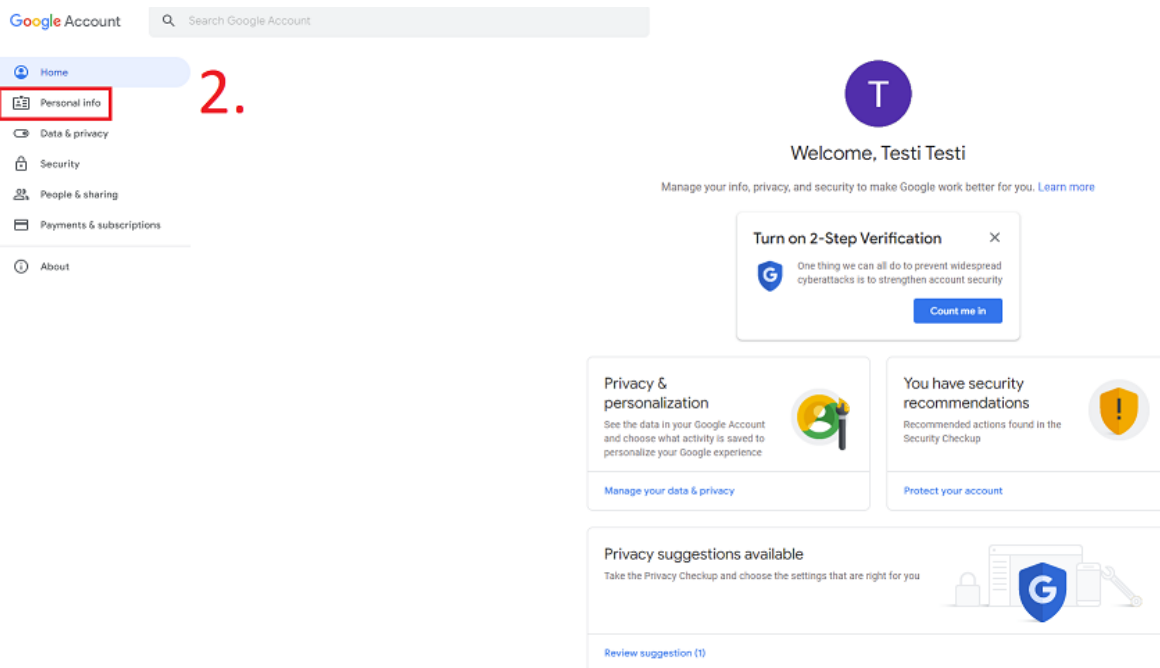 Google Account
Search Google Account
Home
Personal info
2.
Data & privacy
Security
People & sharing
Payments & subscriptions
About
T
Welcome, Testi Testi
Manage your info, privacy, and security to make Google work better for you. Learn more
Turn on 2-Step Verification
G
One thing we can all do to prevent widespread
cyberattacks is to strengthen account security
Count me in
Privacy &
personalization
See the data in your Google Account
and choose what activity is saved to
personalize your Google experience
Manage your data & privacy
You have security
recommendations
Recommended actions found in the
Security Checkup
!
Protect your account
Privacy suggestions available
Take the Privacy Checkup and choose the settings that are right for you
G
Review suggestion (1)